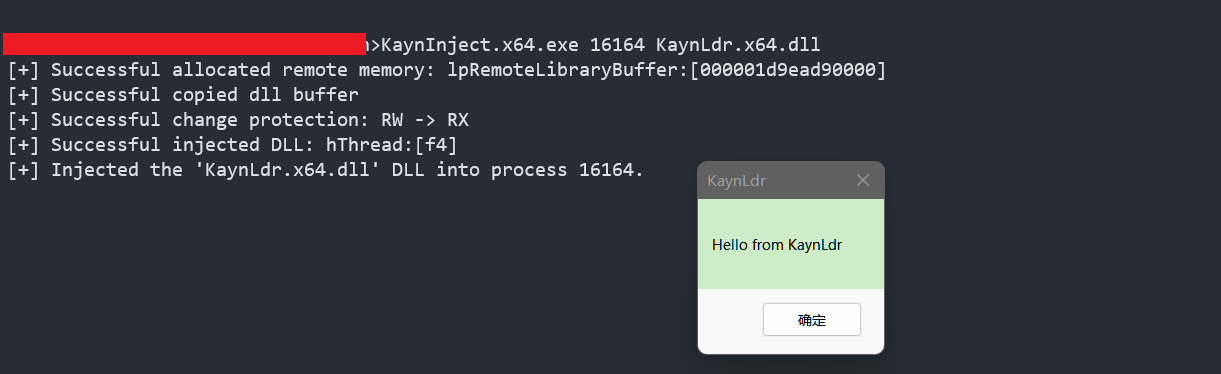 >KaynInject.x64.exe 16164 KaynLdr.x64.dll
[+] Successful allocated remote memory: lpRemoteLibraryBuffer:[000001d9ead90000]
[+] Successful copied dll buffer
[+] Successful change protection: RW -> RX
[+] Successful injected DLL: hThread:[f4]
[+] Injected the 'KaynLdr.x64.dll' DLL into process 16164.
KaynLdr
Hello from KaynLdr
确定